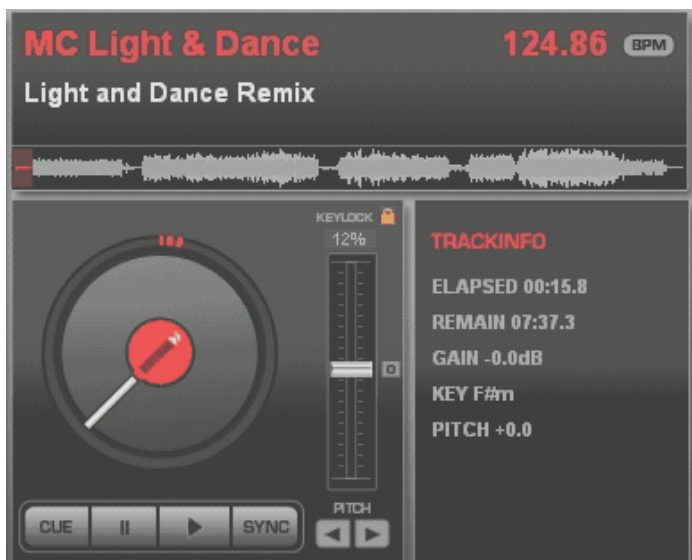 MC Light & Dance 124.86 BPM
Light and Dance Remix
KEYLOCK
12%
TRACKINFO
ELAPSED 00:15.8
REMAIN 07:37.3
GAIN -0.0dB
0
KEY F#m
PITCH +0.0
PITCH
CUE SYNC